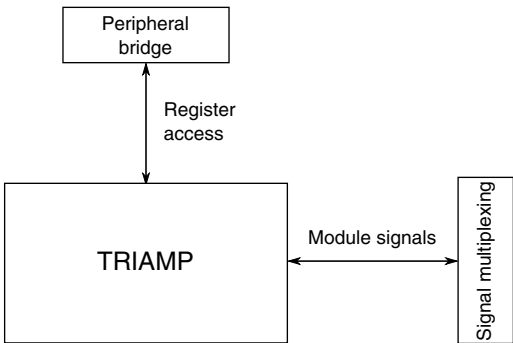 Peripheral
bridge
Register
access
TRIAMP
Module signals
Signal multiplexing